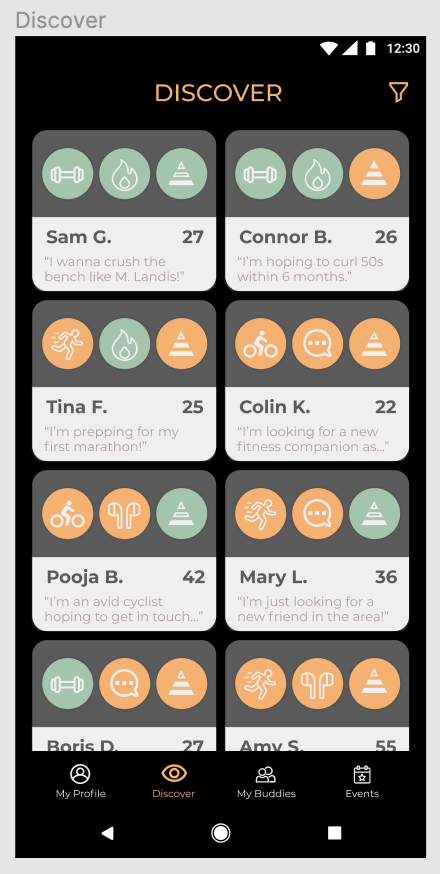 Discover
12:30
DISCOVER
Sam G. 27
“I wanna crush the
bench like M. Landis!”
Connor B. 26
“I’m hoping to curl 50s
within 6 months.”
Tina F. 25
“I’m prepping for my
first marathon!”
Colin K. 22
“I’m looking for a new
fitness companion as...”
Pooja B. 42
“I’m an avid cyclist
hoping to get in touch...”
Mary L. 36
“I’m just looking for a
new friend in the area!”
Boris D. 27
Amy S. 55
My Profile
Discover
My Buddies
Events